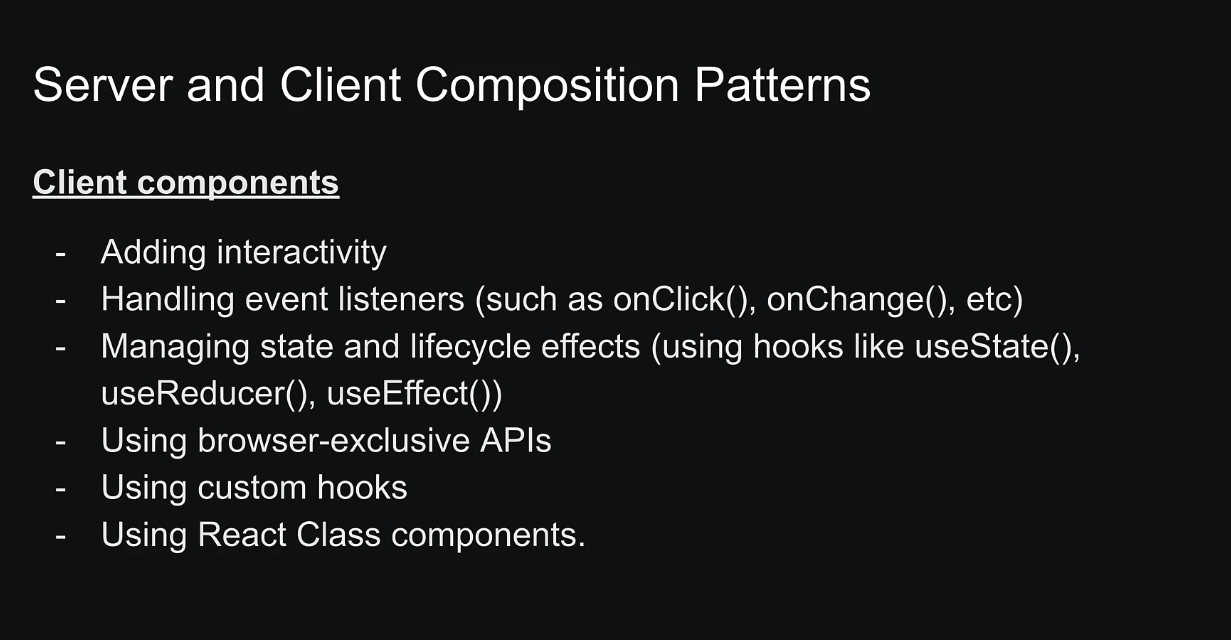 Server and Client Composition Patterns
Client components
- Adding interactivity
- Handling event listeners (such as onClick(), onChange(), etc)
- Managing state and lifecycle effects (using hooks like useState(),
useReducer(), useEffect())
- Using browser-exclusive APIs
- Using custom hooks
- Using React Class components.